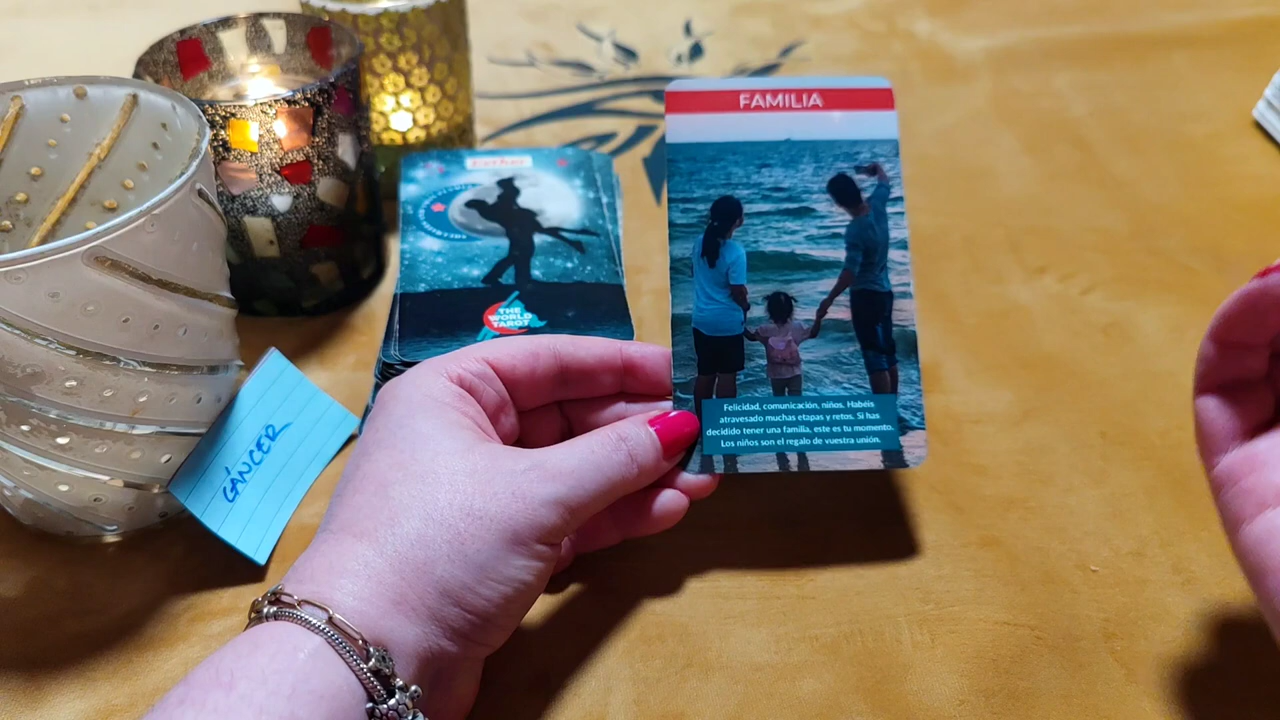 FAMILIA
Felicidad, comunicación, niños. Habéis
atravesado muchas etapas y retos. Si has
decidido tener una familia, este es tu momento.
Los niños son el regalo de vuestra unión.
THE
WORLD
TAROT
CÁNCER